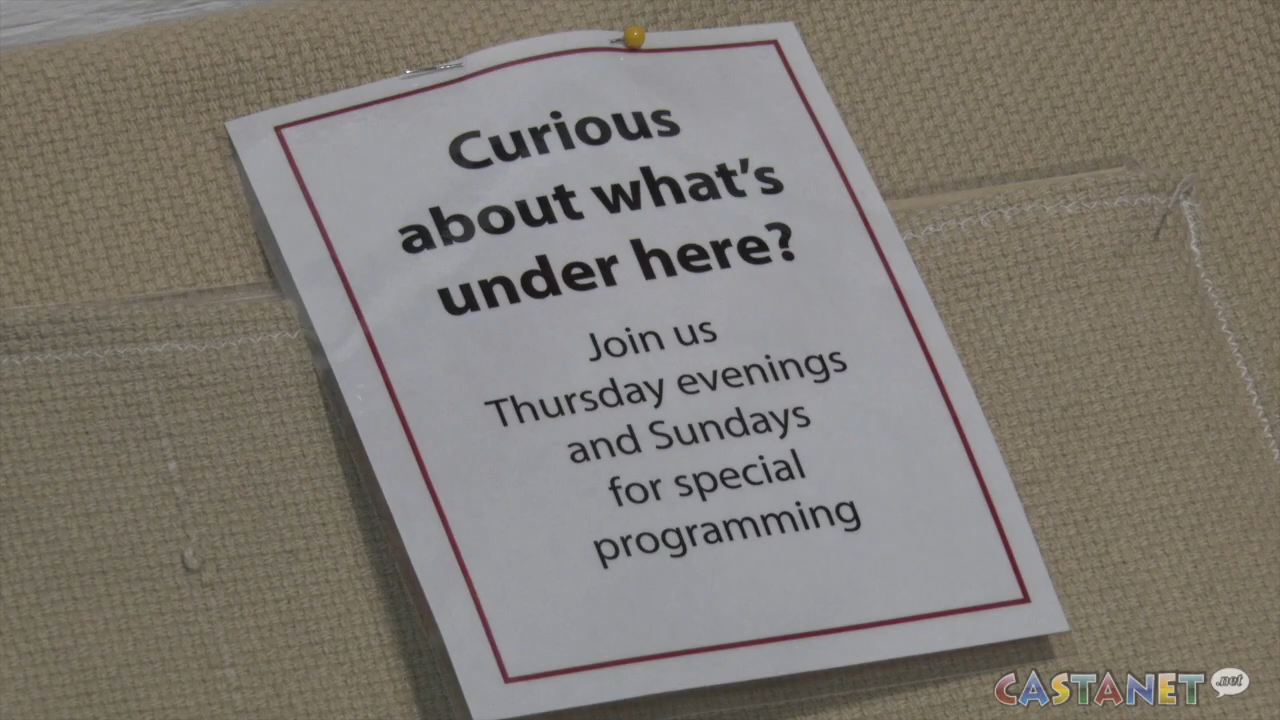 Curious
about what's
under here?
Join us
Thursday evenings
and Sundays
for special
programming
CASTANET.net